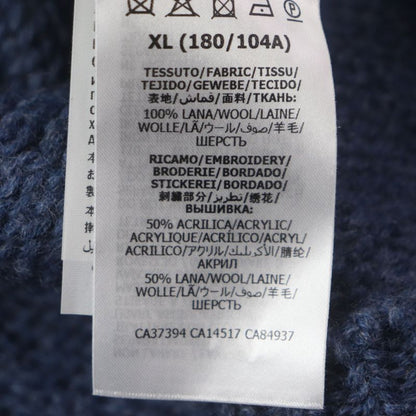 XL (180/104A)
TESSUTO/FABRIC/TISSU/
TEJIDO/GEWEBE/TECIDO/
表地/قماش/面料/ТКАНЬ:
100% LANA/WOOL/LAINE/
WOLLE/LÃ/ウール/صوف/羊毛/
ШЕРСТЬ
RICAMO/EMBROIDERY/
BRODERIE/BORDADO/
STICKEREI/BORDADO/
刺繍部分/تطريز/绣花/
ВЫШИВКА:
50% ACRILICA/ACRYLIC/
ACRYLIQUE/ACRÍLICO/ACRYL/
ACRILICO/アクリル/الأكريليك/腈纶/
АКРИЛ
50% LANA/WOOL/LAINE/
WOLLE/LÃ/ウール/صوف/羊毛/
ШЕРСТЬ
CA37394 CA14517 CA84937